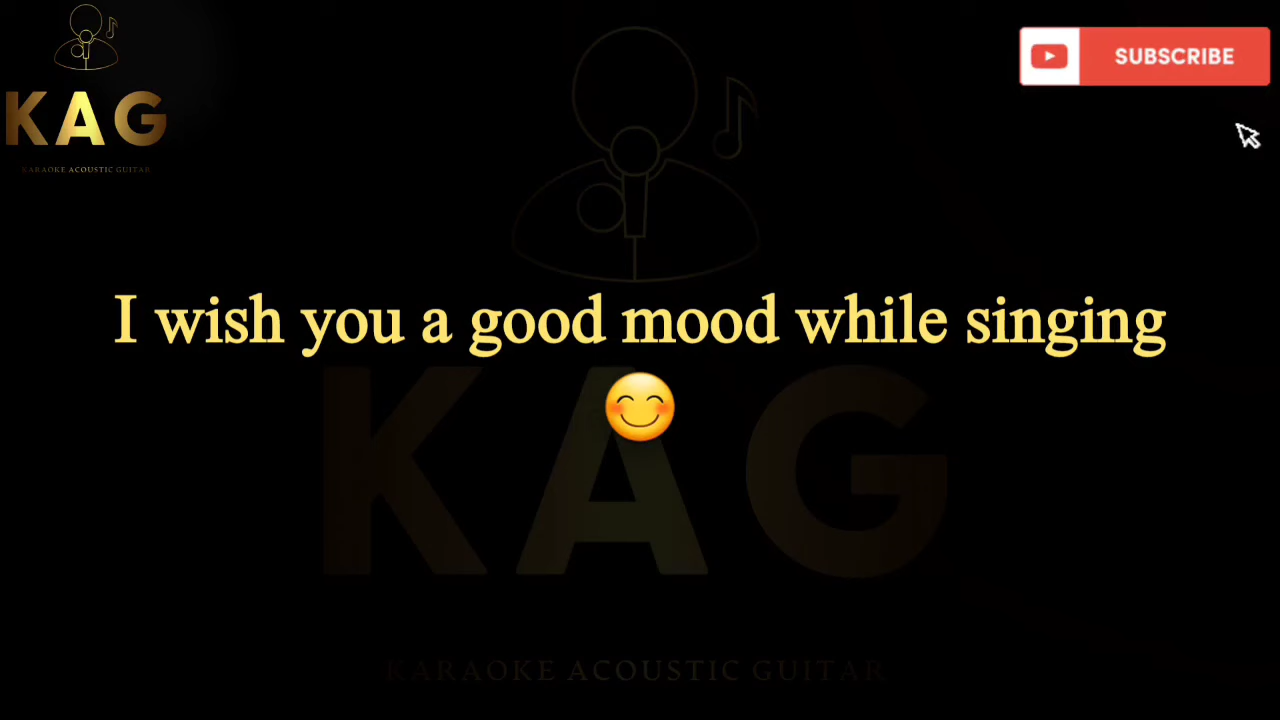 KAG
KARAOKE ACOUSTIC GUITAR
SUBSCRIBE
I wish you a good mood while singing
😊
KAG
KARAOKE ACOUSTIC GUITAR